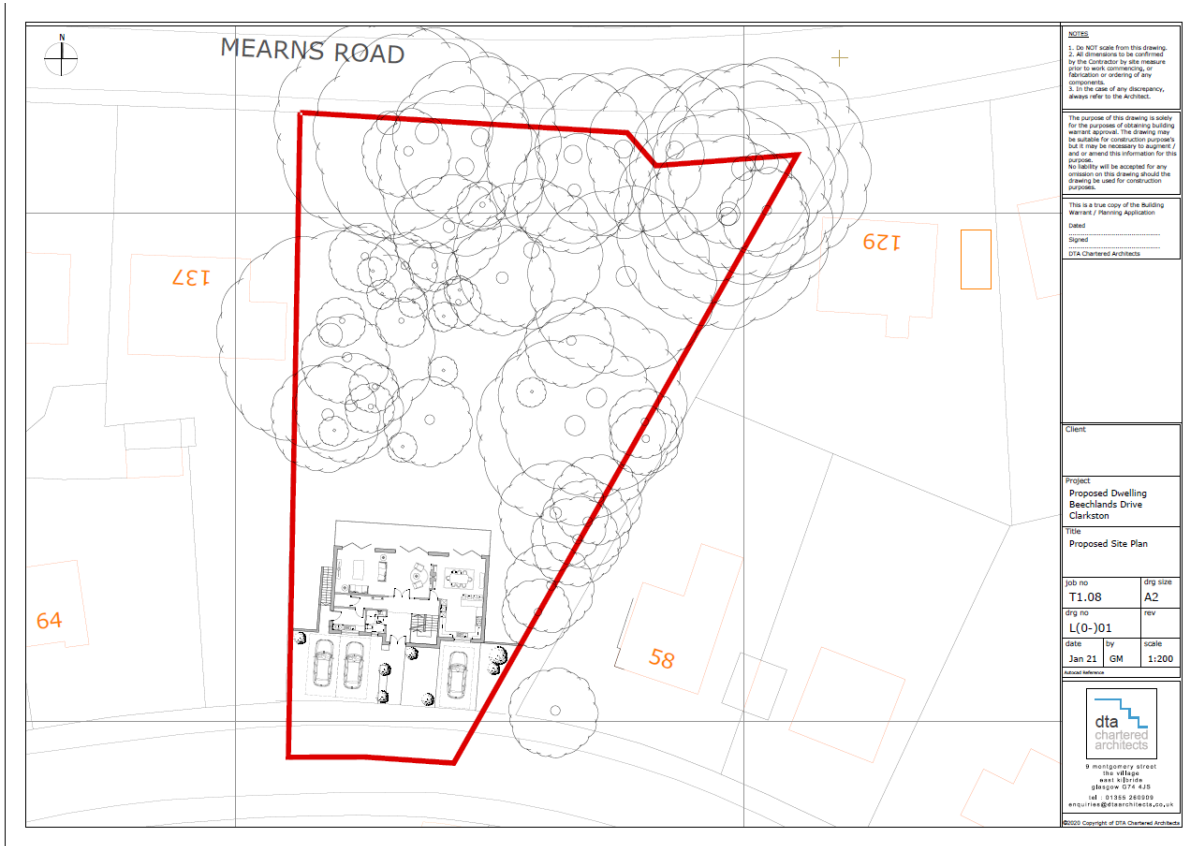 N
MEARNS ROAD
137
129
64
58
NOTES
1. Do NOT scale from this drawing.
2. All dimensions to be confirmed
by the Contractor by site measure
prior to work commencing, or
fabrication or ordering of any
components.
3. In the case of any discrepancy,
always refer to the Architect.
The purpose of this drawing is solely
for the purposes of obtaining building
warrant approval. The drawing may
be suitable for construction purpose's
but it may be necessary to augment /
and or amend this information for this
purpose.
No liability will be accepted for any
omission on this drawing should the
drawing be used for construction
purposes.
This is a true copy of the Building
Warrant / Planning Application
Dated
Signed
DTA Chartered Architects
Client
Project
Proposed Dwelling
Beechlands Drive
Clarkston
Title
Proposed Site Plan
job no
drg size
T1.08
A2
drg no
rev
L(0-)01
date
by
scale
Jan 21
GM
1:200
Autocad Reference
dta
chartered
architects
9 montgomery street
the village
east kilbride
glasgow G74 4JS
tel : 01355 260909
enquiries@dtaarchitects.co.uk
©2020 Copyright of DTA Chartered Architects